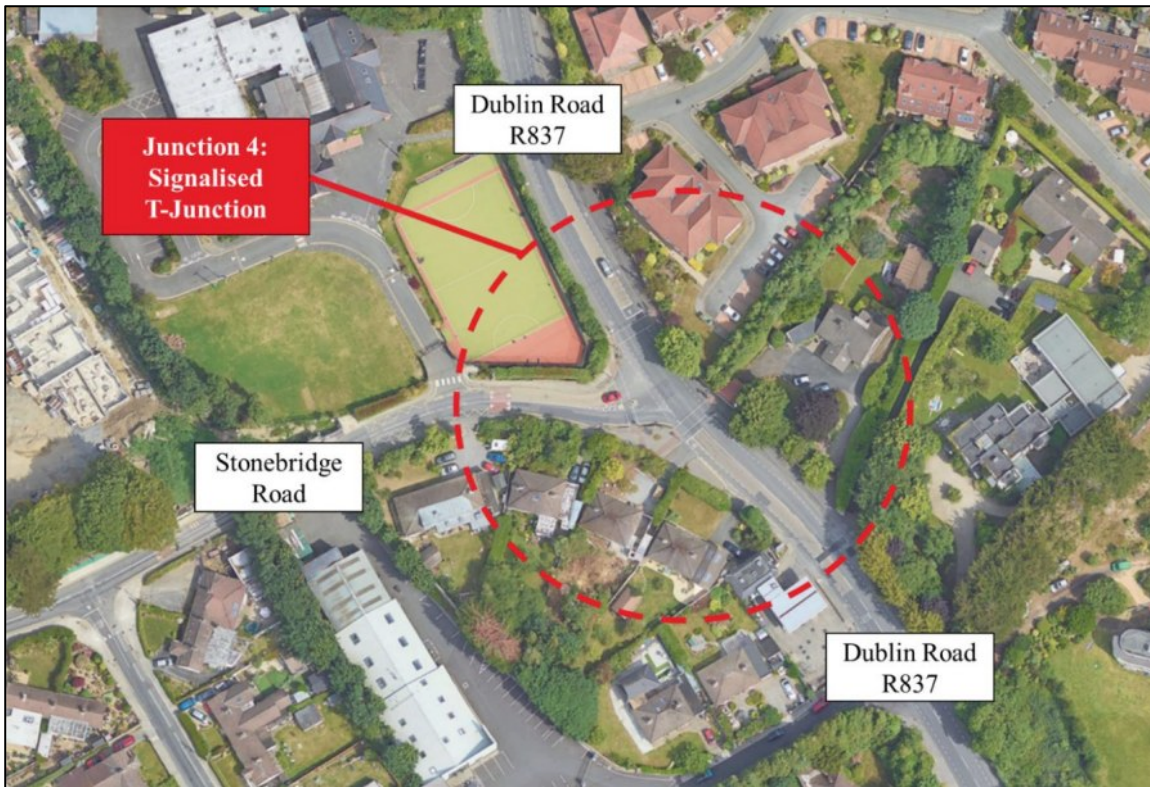 Dublin Road
R837
Junction 4:
Signalised
T-Junction
Stonebridge
Road
Dublin Road
R837